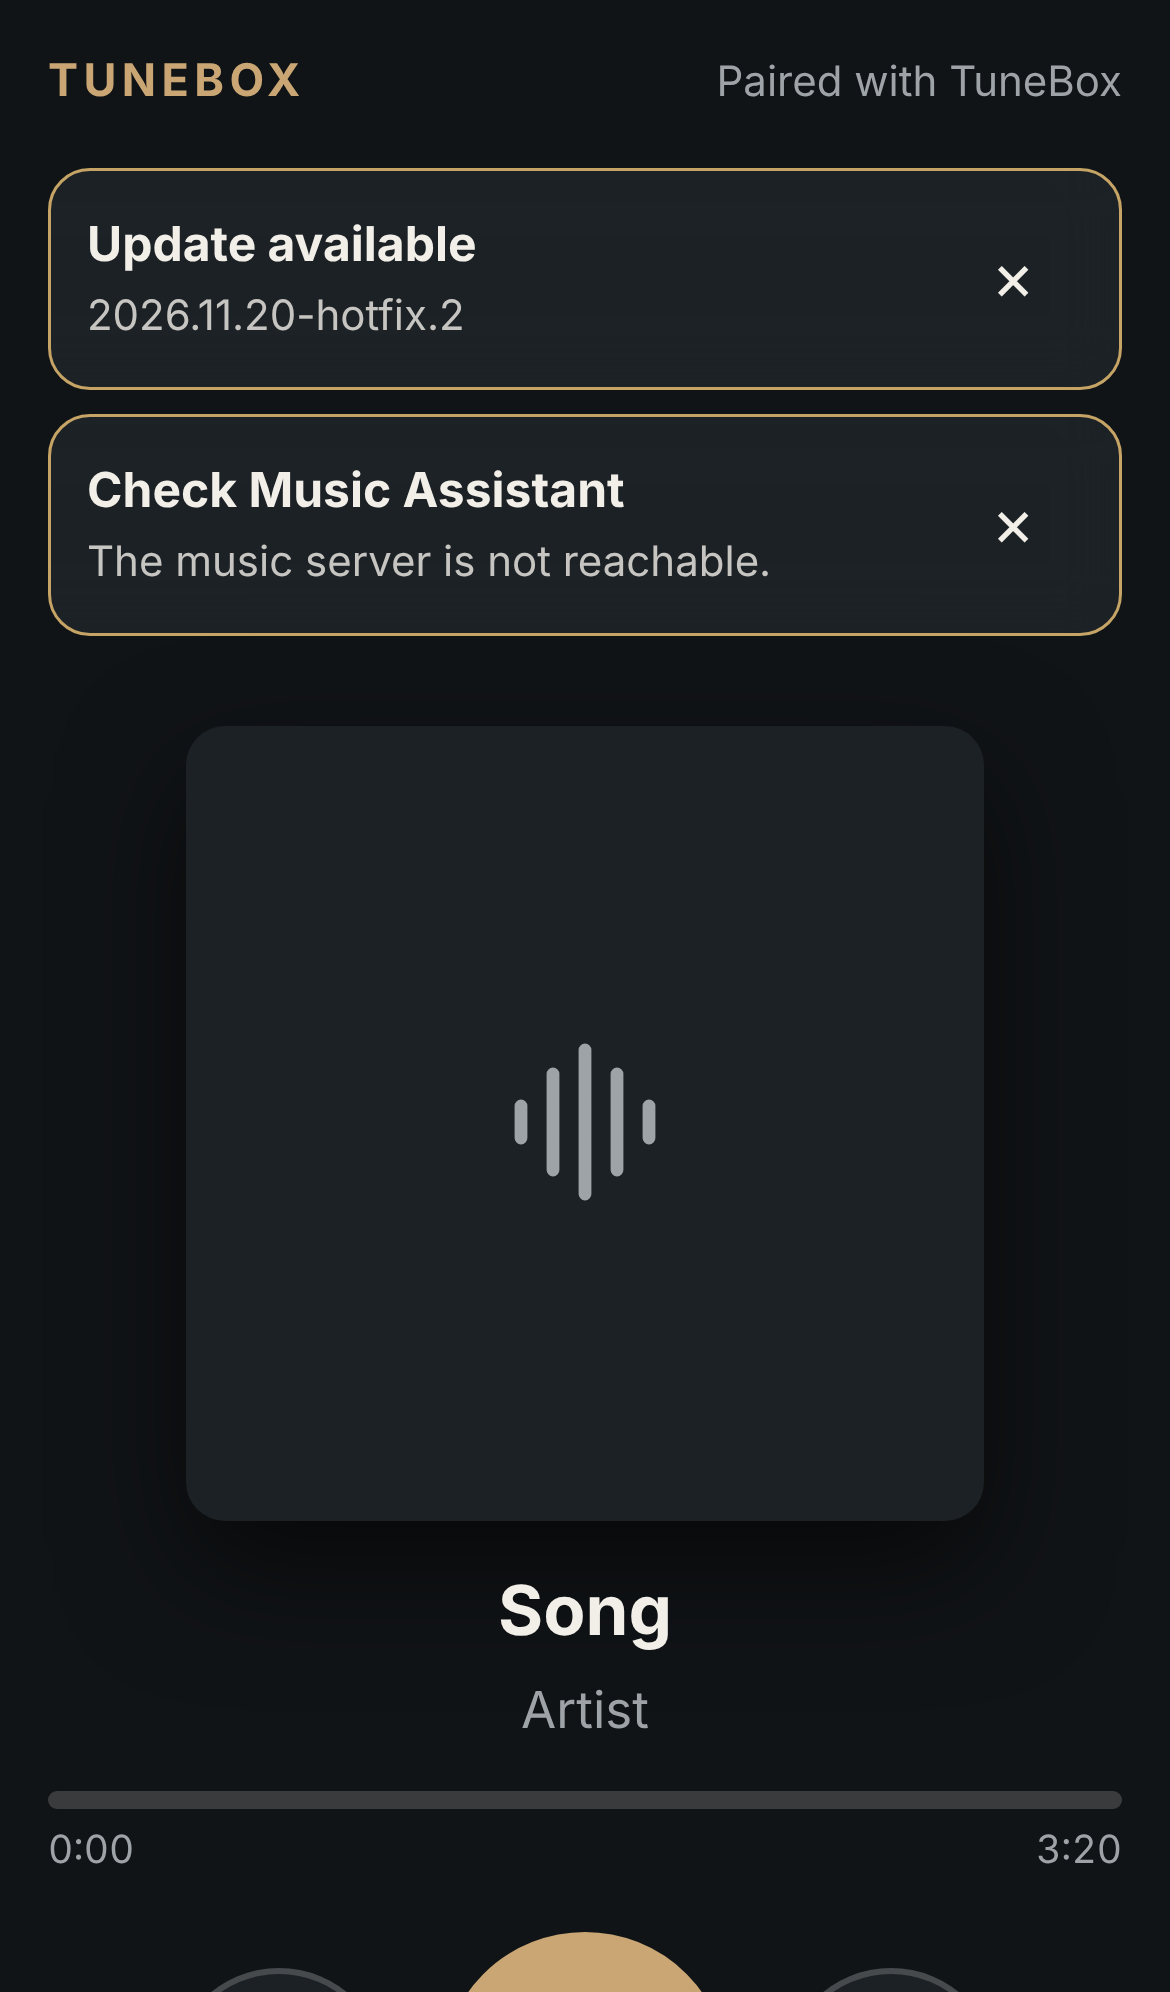 TUNEBOX
Paired with TuneBox
Update available
2026.11.20-hotfix.2
Check Music Assistant
The music server is not reachable.
Song
Artist
0:00
3:20